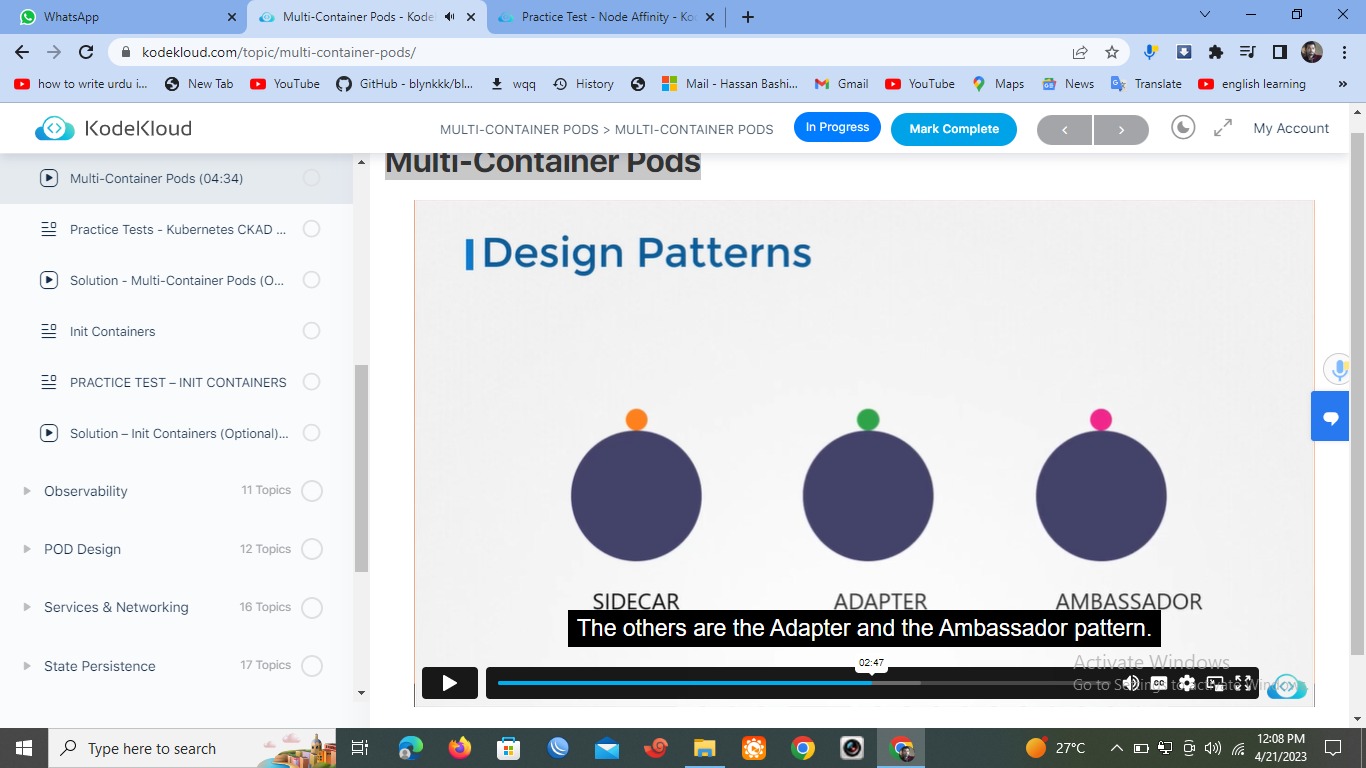 WhatsApp
Multi-Container Pods - Kodek
Practice Test - Node Affinity - Ko
kodekloud.com/topic/multi-container-pods/
how to write urdu i...
New Tab
YouTube
GitHub - blynkkk/bl...
wqq
History
Mail - Hassan Bashi...
Gmail
YouTube
Maps
News
Translate
english learning
KodeKloud
MULTI-CONTAINER PODS > MULTI-CONTAINER PODS
In Progress
Mark Complete
My Account
Multi-Container Pods (04:34)
Practice Tests - Kubernetes CKAD ...
Solution - Multi-Container Pods (O...
Init Containers
PRACTICE TEST – INIT CONTAINERS
Solution – Init Containers (Optional)...
Observability 11 Topics
POD Design 12 Topics
Services & Networking 16 Topics
State Persistence 17 Topics
Multi-Container Pods
Design Patterns
SIDECAR
ADAPTER
AMBASSADOR
The others are the Adapter and the Ambassador pattern.
02:47
CC
Activate Windows
Go to Settings to activate Windows.
Type here to search
27°C
12:08 PM
4/21/2023